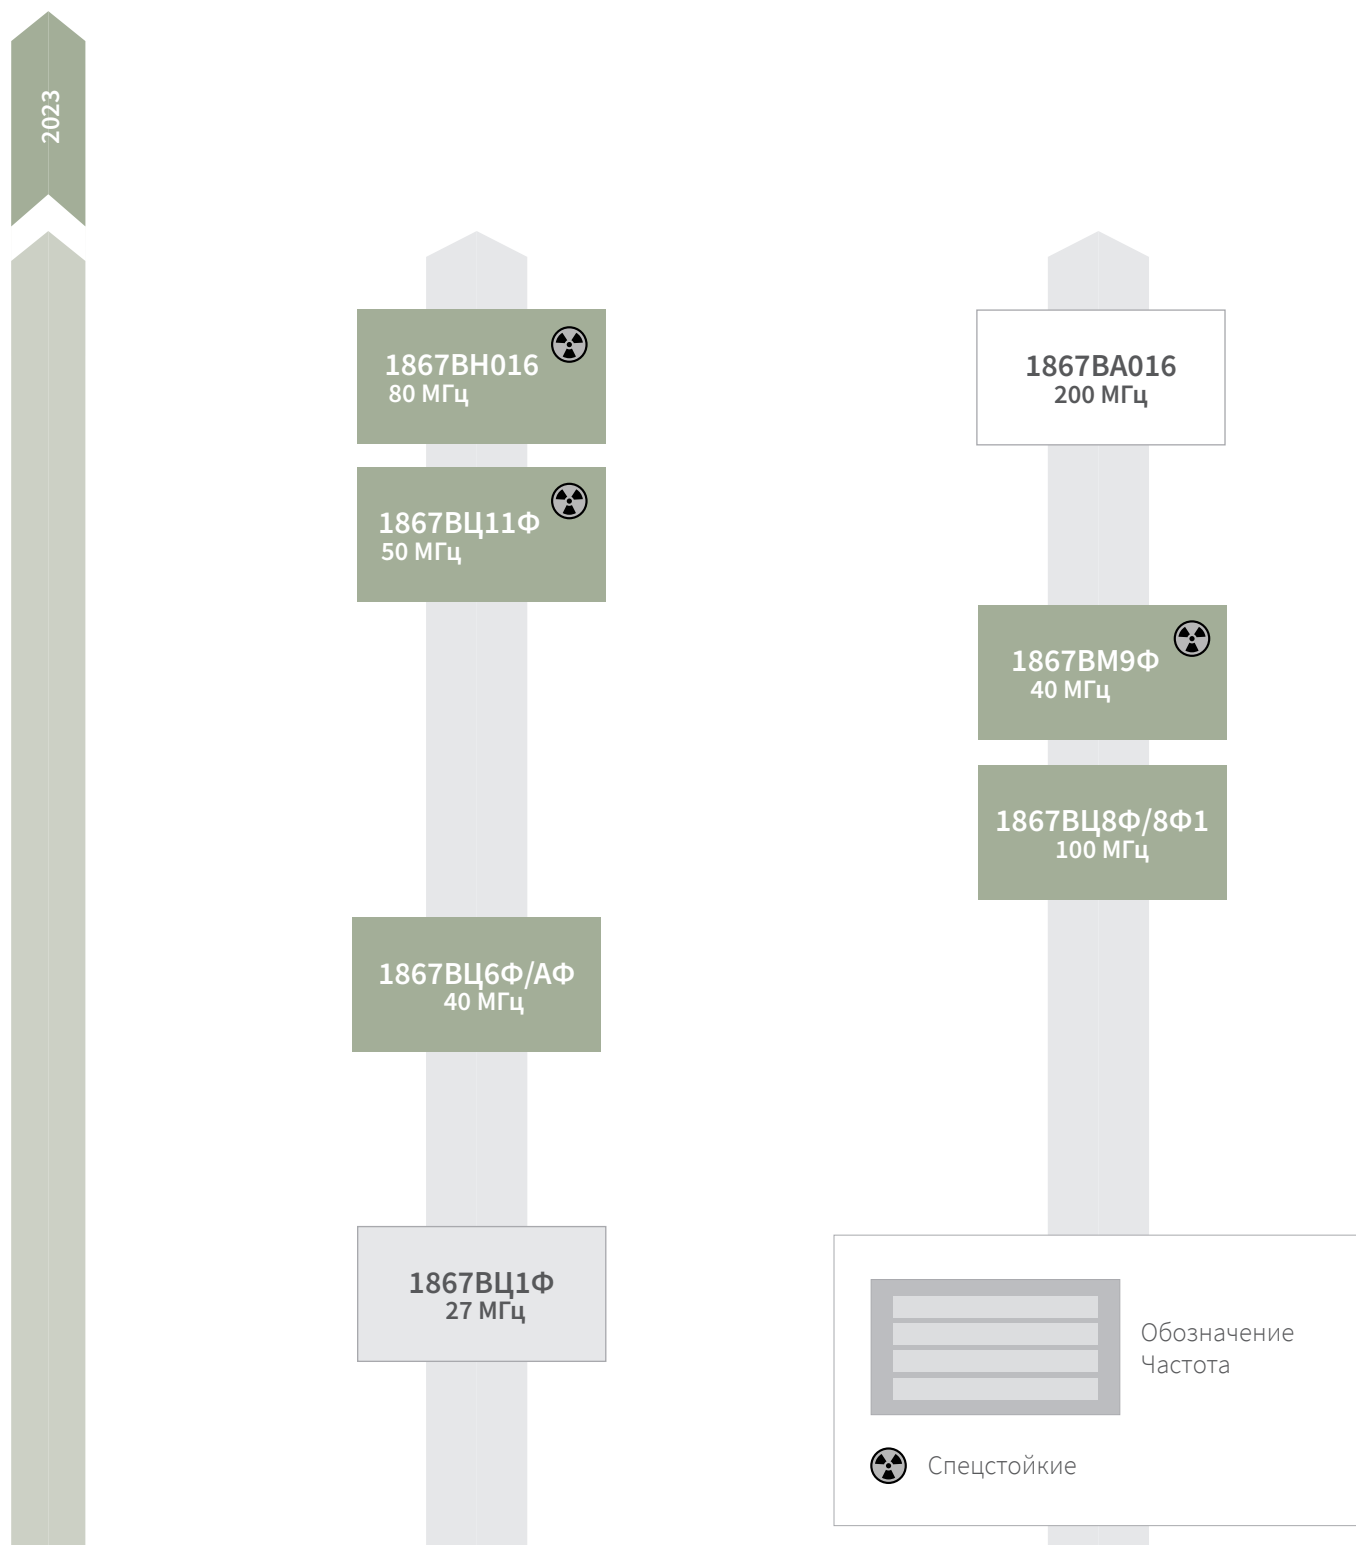 2023
1867ВН016
80 МГц
1867ВЦ11Ф
50 МГц
1867ВЦ6Ф/АФ
40 МГц
1867ВЦ1Ф
27 МГц
1867ВА016
200 МГц
1867ВМ9Ф
40 МГц
1867ВЦ8Ф/8Ф1
100 МГц
Обозначение
Частота
Спецстойкие